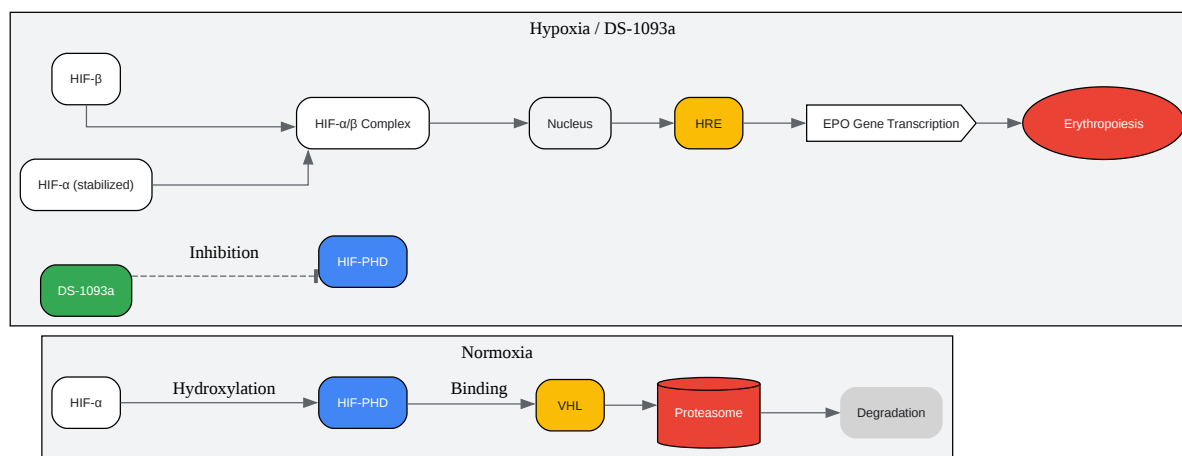 Hypoxia / DS-1093a
HIF-β
HIF-α/β Complex
Nucleus
HRE
EPO Gene Transcription
Erythropoiesis
HIF-α (stabilized)
Inhibition
HIF-PHD
DS-1093a
Normoxia
HIF-α
Hydroxylation
HIF-PHD
Binding
VHL
Proteasome
Degradation